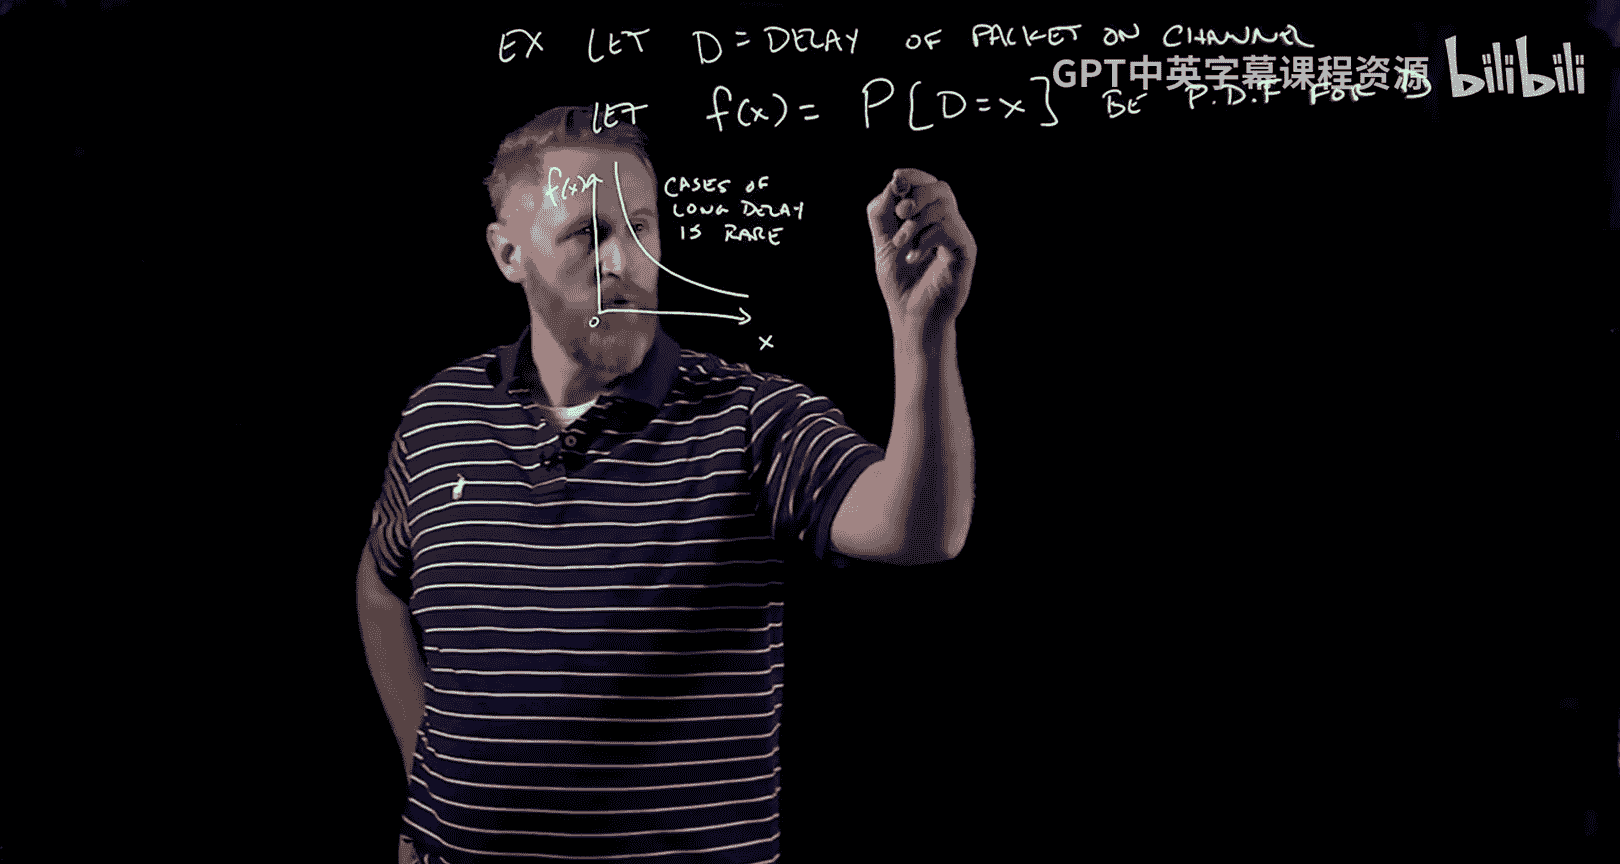 EX LET D = DELAY OF PACKET ON CHANNEL
GPT中英字幕课程资源 bilibili
LET f(x) = P[D=x] BE P.D.F FOR D
f(x)
CASES OF
LONG DELAY
IS RARE
0
x